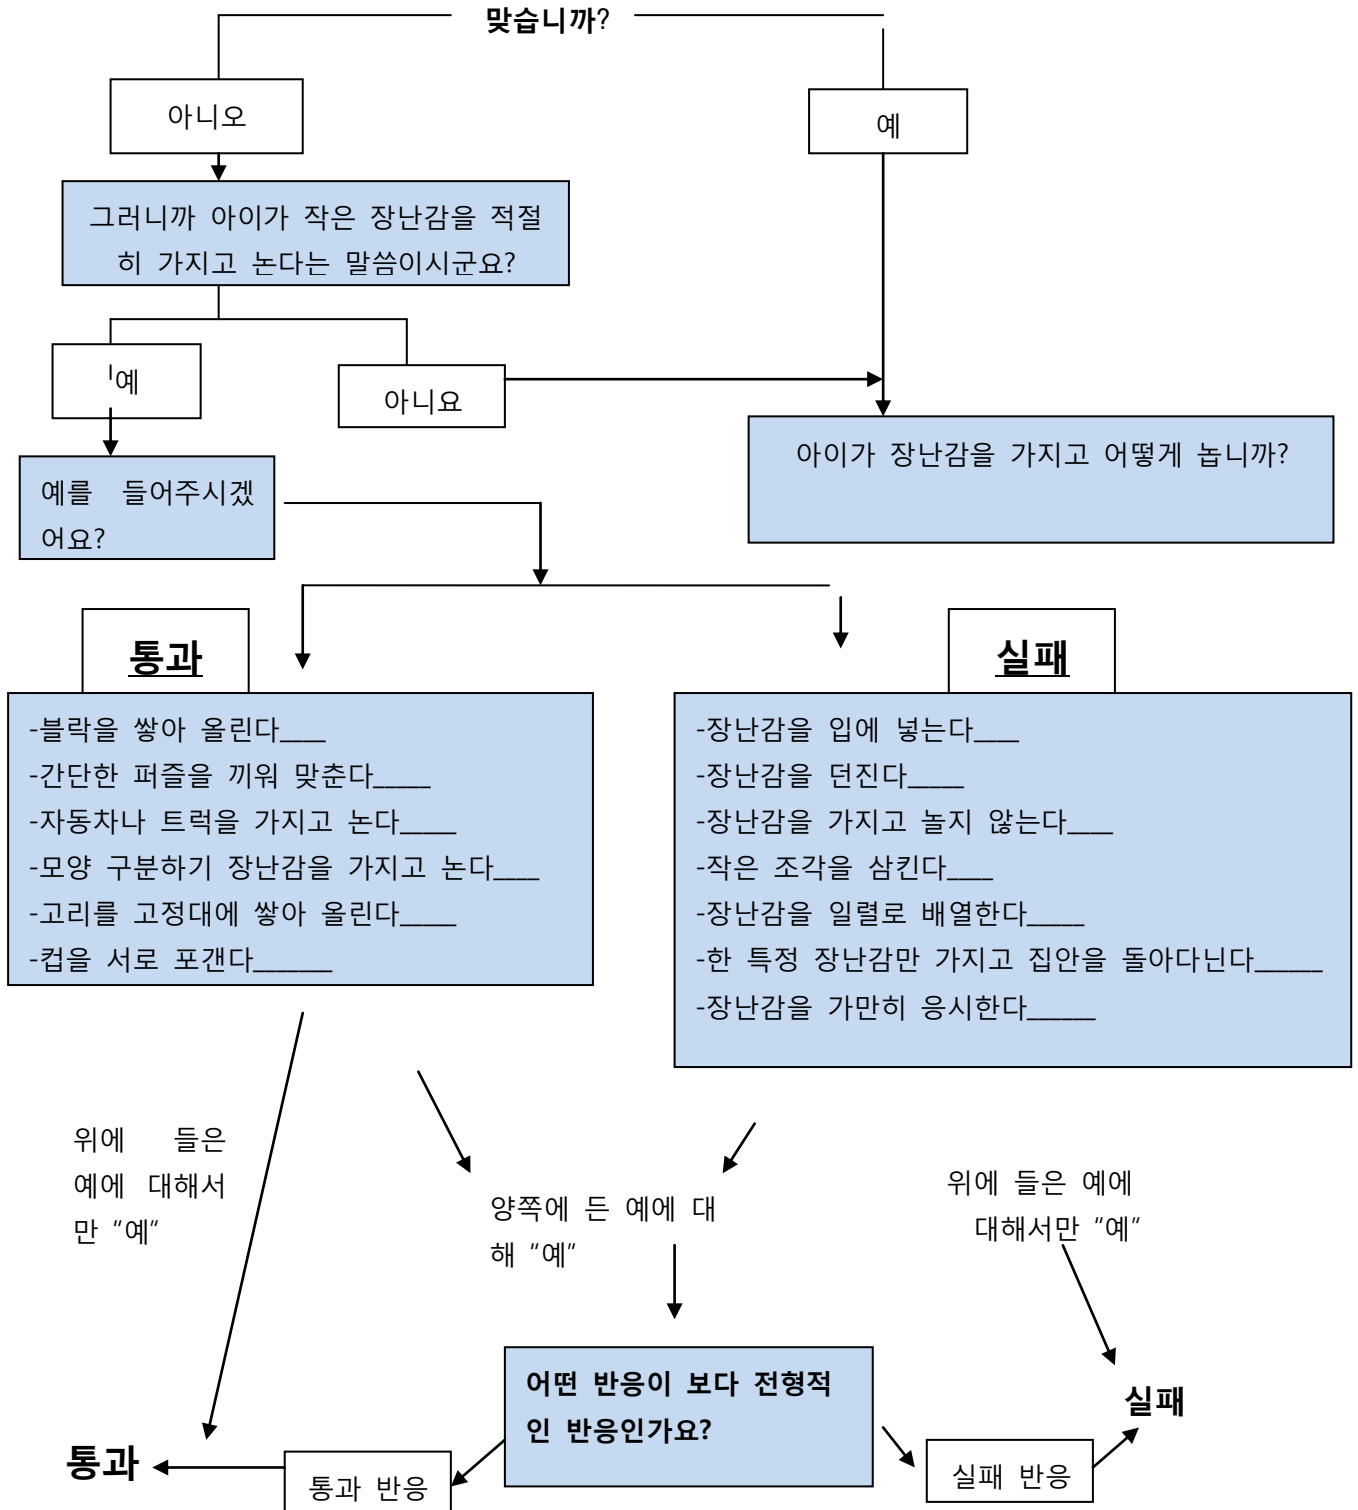 맞습니까?
아니오
예
그러니까 아이가 작은 장난감을 적절
히 가지고 논다는 말씀이시군요?
예
아니요
아이가 장난감을 가지고 어떻게 놉니까?
예를 들어주시겠
어요?
통과
-블락을 쌓아 올린다____
-간단한 퍼즐을 끼워 맞춘다_____
-자동차나 트럭을 가지고 논다_____
-모양 구분하기 장난감을 가지고 논다____
-고리를 고정대에 쌓아 올린다_____
-컵을 서로 포갠다_______
실패
-장난감을 입에 넣는다____
-장난감을 던진다_____
-장난감을 가지고 놀지 않는다____
-작은 조각을 삼킨다____
-장난감을 일렬로 배열한다_____
-한 특정 장난감만 가지고 집안을 돌아다닌다______
-장난감을 가만히 응시한다______
위에 들은
예에 대해서
만 "예"
양쪽에 든 예에 대
해 "예"
위에 들은 예에
대해서만 "예"
어떤 반응이 보다 전형적
인 반응인가요?
실패
통과
통과 반응
실패 반응